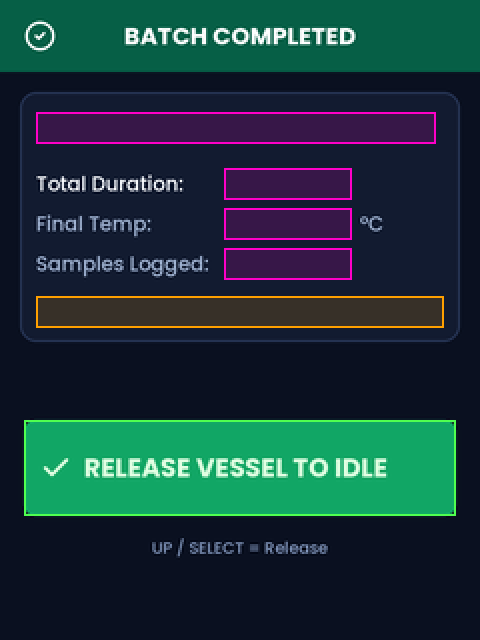 BATCH COMPLETED
Total Duration:
Final Temp:
°C
Samples Logged:
RELEASE VESSEL TO IDLE
UP / SELECT = Release